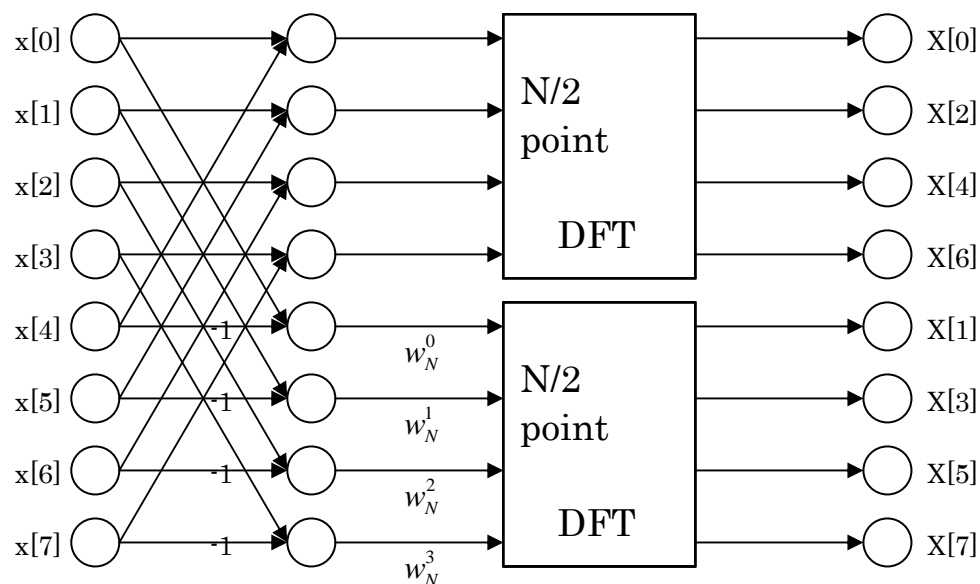 x[0]
x[1]
x[2]
x[3]
x[4]
x[5]
x[6]
x[7]
-1
-1
-1
-1
w_N^0
w_N^1
w_N^2
w_N^3
N/2
point
DFT
N/2
point
DFT
X[0]
X[2]
X[4]
X[6]
X[1]
X[3]
X[5]
X[7]